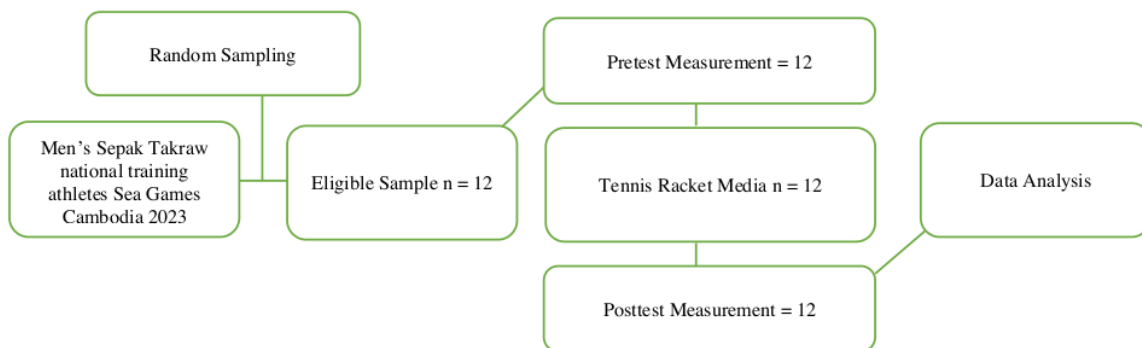 Random Sampling
Men's Sepak Takraw
national training
athletes Sea Games
Cambodia 2023
Eligible Sample n = 12
Pretest Measurement = 12
Tennis Racket Media n = 12
Posttest Measurement = 12
Data Analysis